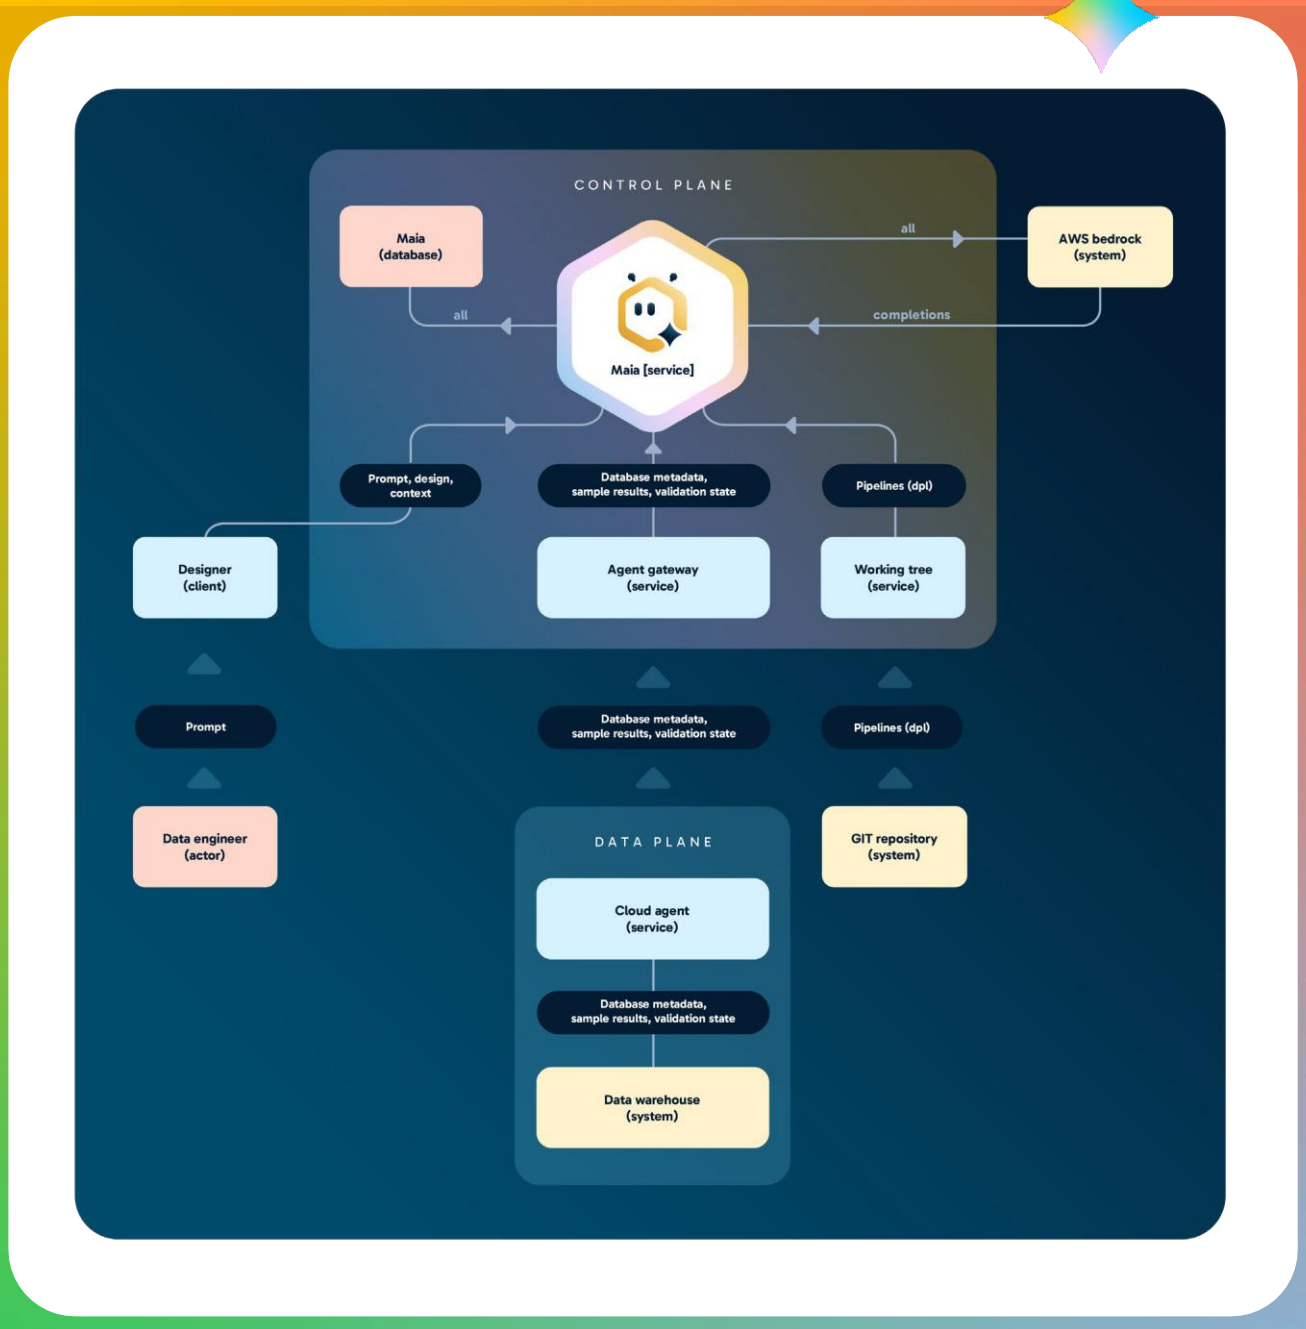 CONTROL PLANE
Maia
(database)
all
AWS bedrock
(system)
all
completions
Maia [service]
Prompt, design,
context
Database metadata,
sample results, validation state
Pipelines (dpl)
Designer
(client)
Agent gateway
(service)
Working tree
(service)
Prompt
Database metadata,
sample results, validation state
Pipelines (dpl)
Data engineer
(actor)
DATA PLANE
GIT repository
(system)
Cloud agent
(service)
Database metadata,
sample results, validation state
Data warehouse
(system)